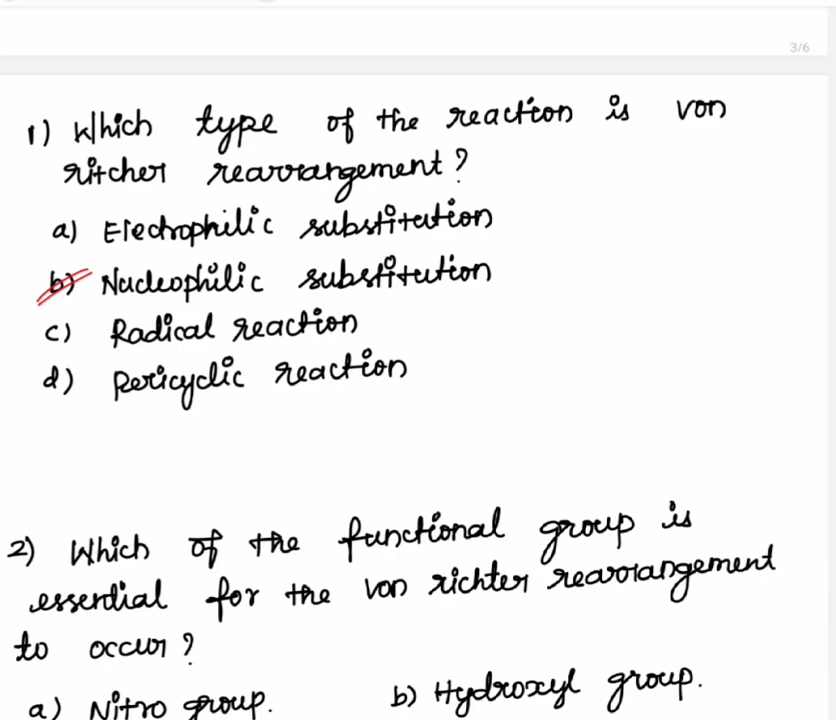 3/6
1) Which type of the reaction is von
ritcher rearrangement?
a) Electrophilic substitution
b) Nucleophilic substitution
c) Radical reaction
d) Pericyclic reaction
2) Which of the functional group is
essential for the von richter rearrangement
to occur?
a) Nitro group. b) Hydroxyl group.